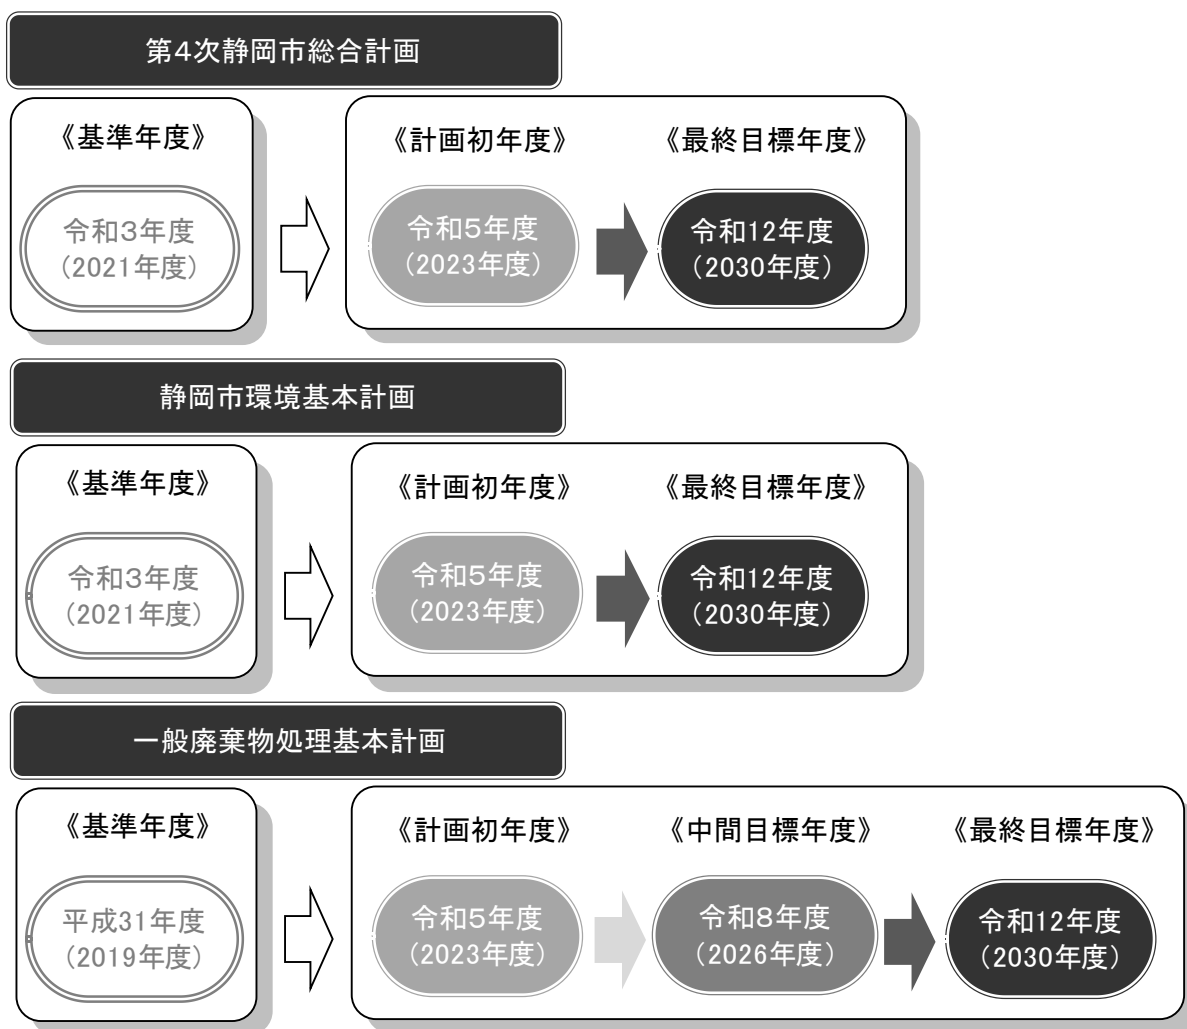 第4次静岡市総合計画
《基準年度》
《計画初年度》
《最終目標年度》
令和3年度
(2021年度)
令和5年度
(2023年度)
令和12年度
(2030年度)
静岡市環境基本計画
《基準年度》
《計画初年度》
《最終目標年度》
令和3年度
(2021年度)
令和5年度
(2023年度)
令和12年度
(2030年度)
一般廃棄物処理基本計画
《基準年度》
《計画初年度》
《中間目標年度》
《最終目標年度》
平成31年度
(2019年度)
令和5年度
(2023年度)
令和8年度
(2026年度)
令和12年度
(2030年度)